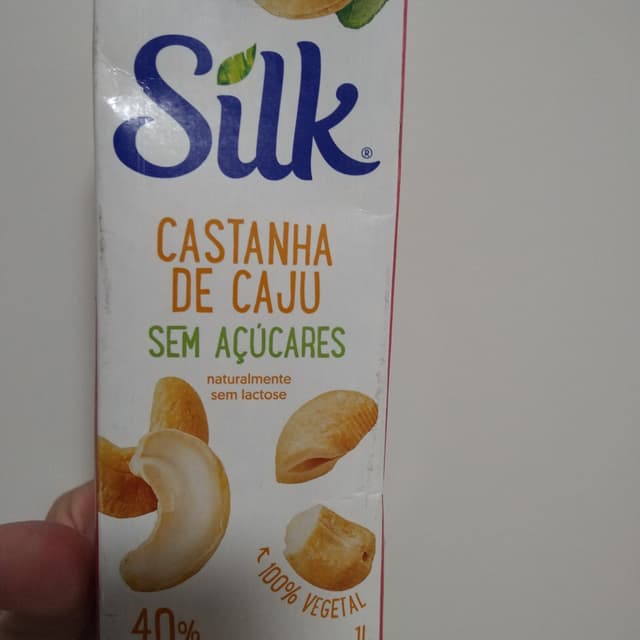 Silk®
CASTANHA
DE CAJU
SEM AÇÚCARES
naturalmente
sem lactose
100% VEGETAL
40% 1L